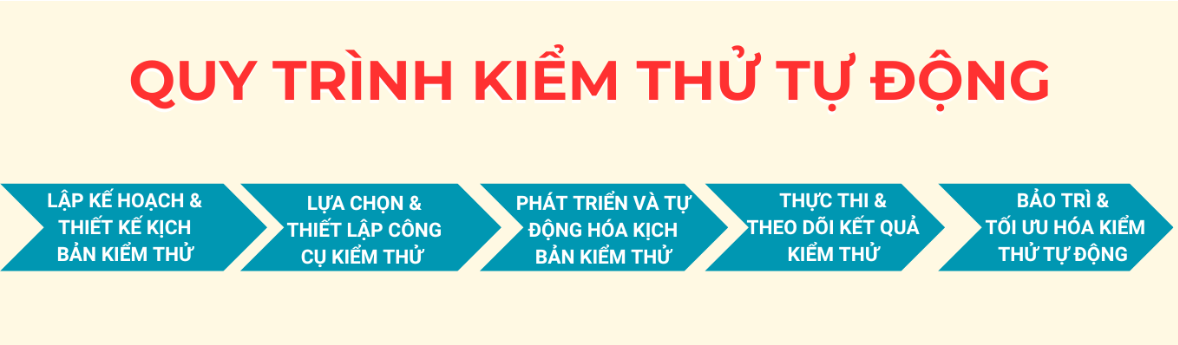 QUY TRÌNH KIỂM THỬ TỰ ĐỘNG
LẬP KẾ HOẠCH &
THIẾT KẾ KỊCH
BẢN KIỂM THỬ
LỰA CHỌN &
THIẾT LẬP CÔNG
CỤ KIỂM THỬ
PHÁT TRIỂN VÀ TỰ
ĐỘNG HÓA KỊCH
BẢN KIỂM THỬ
THỰC THI &
THEO DÕI KẾT QUẢ
KIỂM THỬ
BẢO TRÌ &
TỐI ƯU HÓA KIỂM
THỬ TỰ ĐỘNG